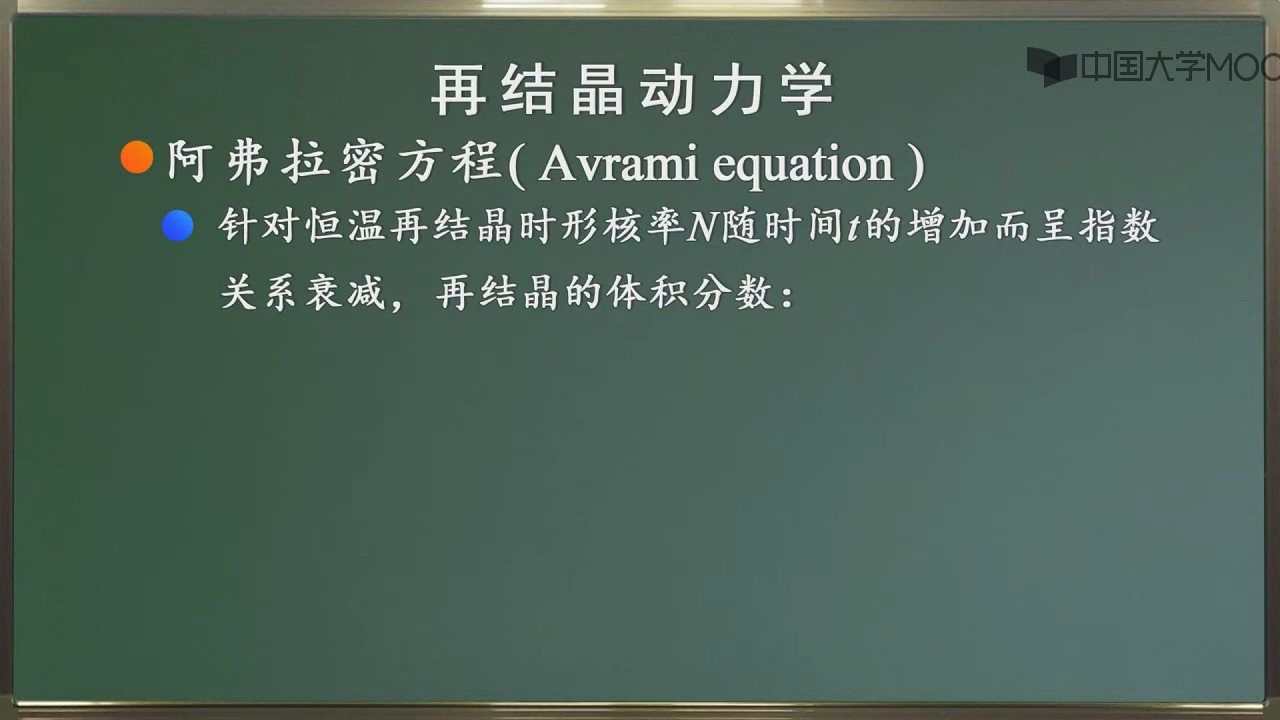 中国大学MOO
再结晶动力学
阿弗拉密方程( Avrami equation )
针对恒温再结晶时形核率N随时间t的增加而呈指数
关系衰减，再结晶的体积分数：